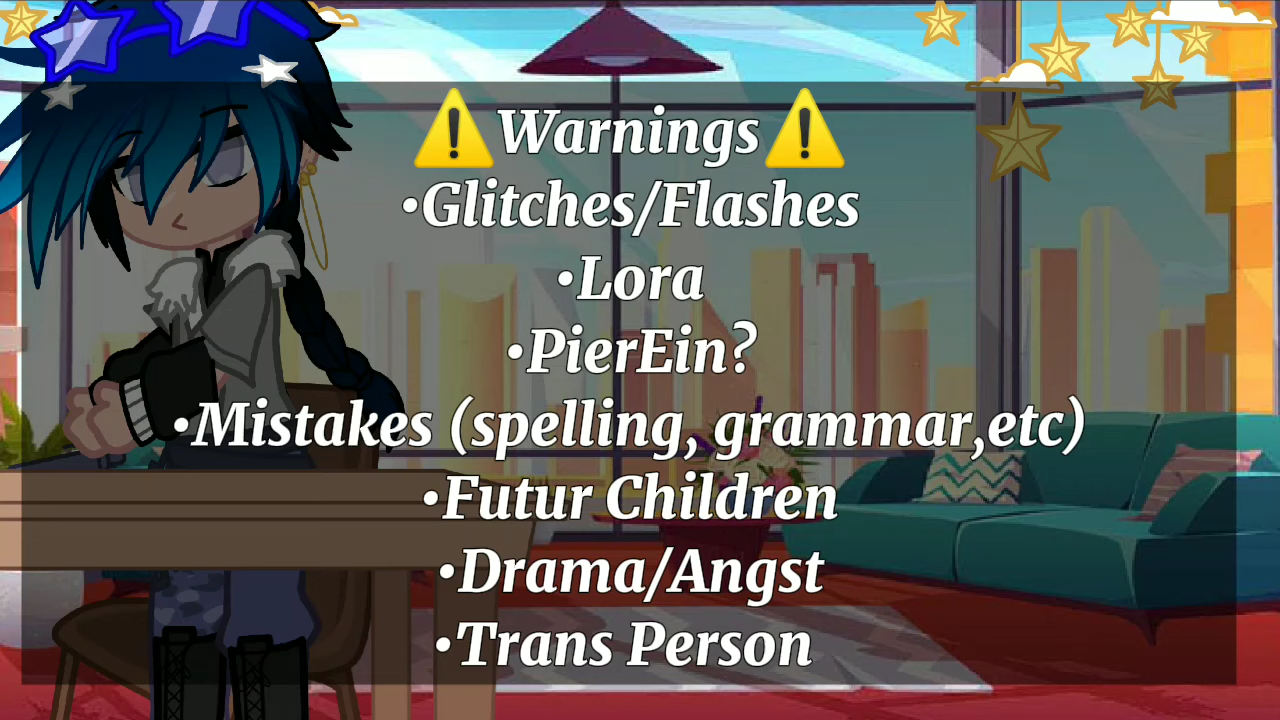 ⚠️Warnings⚠️
•Glitches/Flashes
•Lora
•PierEin?
•Mistakes (spelling, grammar,etc)
•Futur Children
•Drama/Angst
•Trans Person